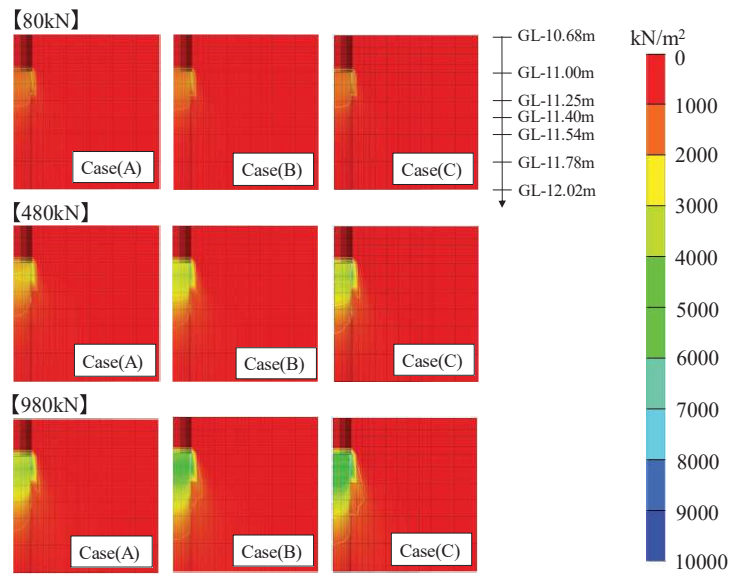 【80kN】
Case(A)
Case(B)
Case(C)
GL-10.68m
GL-11.00m
GL-11.25m
GL-11.40m
GL-11.54m
GL-11.78m
GL-12.02m
kN/m²
0
1000
2000
3000
4000
5000
6000
7000
8000
9000
10000
【480kN】
Case(A)
Case(B)
Case(C)
【980kN】
Case(A)
Case(B)
Case(C)